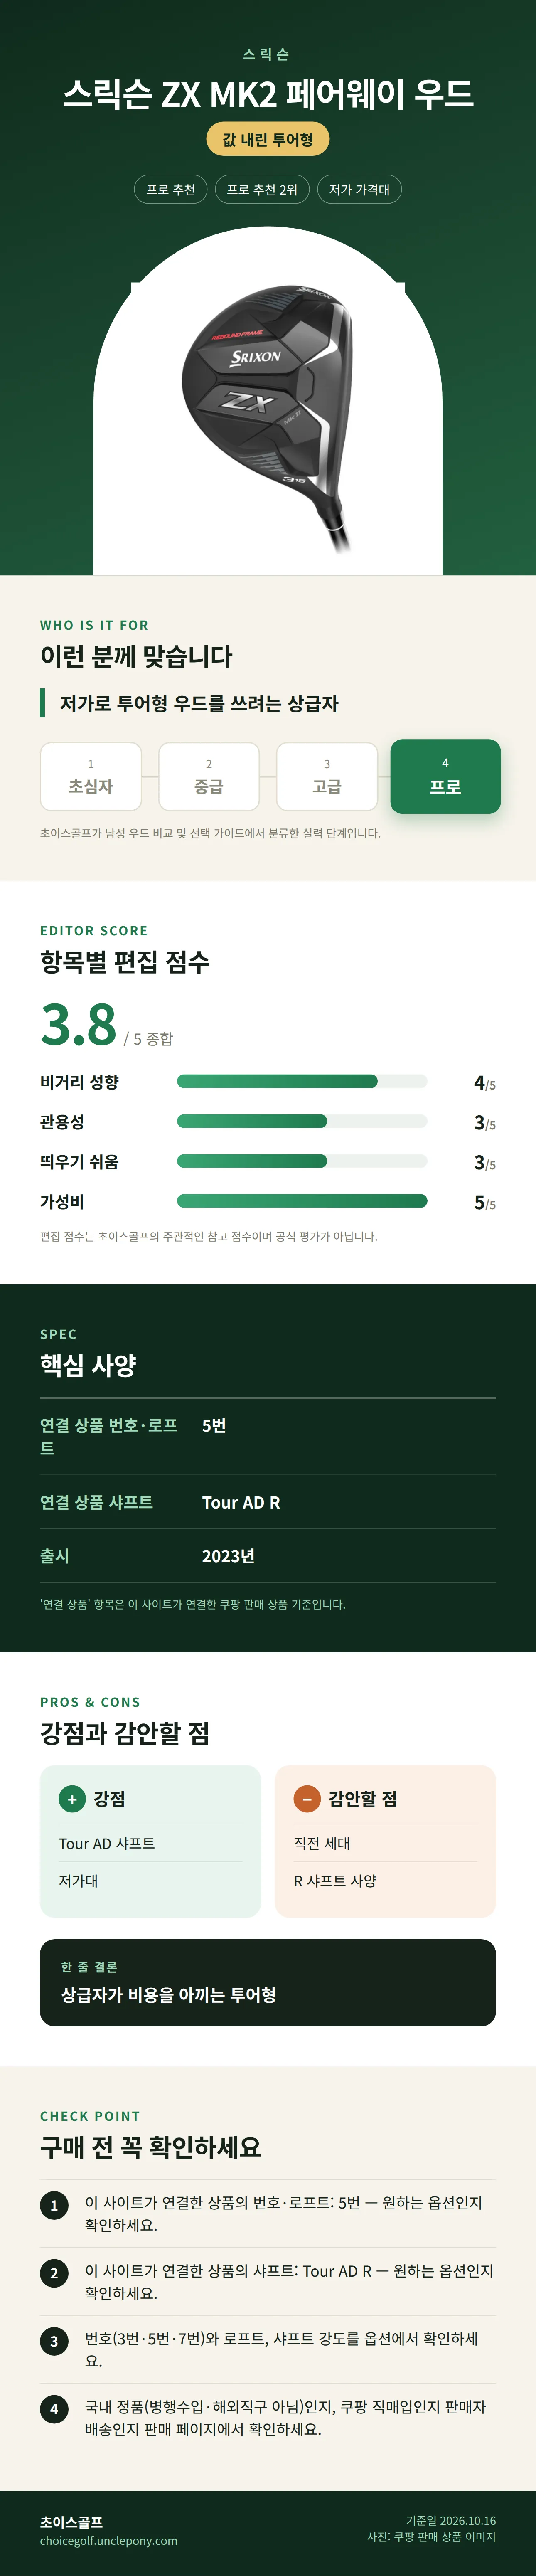 스릭슨
스릭슨 ZX MK2 페어웨이 우드
값 내린 투어형
프로 추천
프로 추천 2위
저가 가격대
SRIXON
REBOUND FRAME
SRIXON
ZX
Mk II
3 15
WHO IS IT FOR
이런 분께 맞습니다
저가로 투어형 우드를 쓰려는 상급자
1
초심자
2
중급
3
고급
4
프로
초이스골프가 남성 우드 비교 및 선택 가이드에서 분류한 실력 단계입니다.
EDITOR SCORE
항목별 편집 점수
3.8 / 5 종합
비거리 성향 4/5
관용성 3/5
띄우기 쉬움 3/5
가성비 5/5
편집 점수는 초이스골프의 주관적인 참고 점수이며 공식 평가가 아닙니다.
SPEC
핵심 사양
연결 상품 번호·로프 5번
트
연결 상품 샤프트 Tour AD R
출시 2023년
'연결 상품' 항목은 이 사이트가 연결한 쿠팡 판매 상품 기준입니다.
PROS & CONS
강점과 감안할 점
+ 강점
Tour AD 샤프트
저가대
− 감안할 점
직전 세대
R 샤프트 사양
한 줄 결론
상급자가 비용을 아끼는 투어형
CHECK POINT
구매 전 꼭 확인하세요
1 이 사이트가 연결한 상품의 번호·로프트: 5번 — 원하는 옵션인지
확인하세요.
2 이 사이트가 연결한 상품의 샤프트: Tour AD R — 원하는 옵션인지
확인하세요.
3 번호(3번·5번·7번)와 로프트, 샤프트 강도를 옵션에서 확인하세
요.
4 국내 정품(병행수입·해외직구 아님)인지, 쿠팡 직매입인지 판매자
배송인지 판매 페이지에서 확인하세요.
초이스골프
choicegolf.unclepony.com
기준일 2026.10.16
사진: 쿠팡 판매 상품 이미지